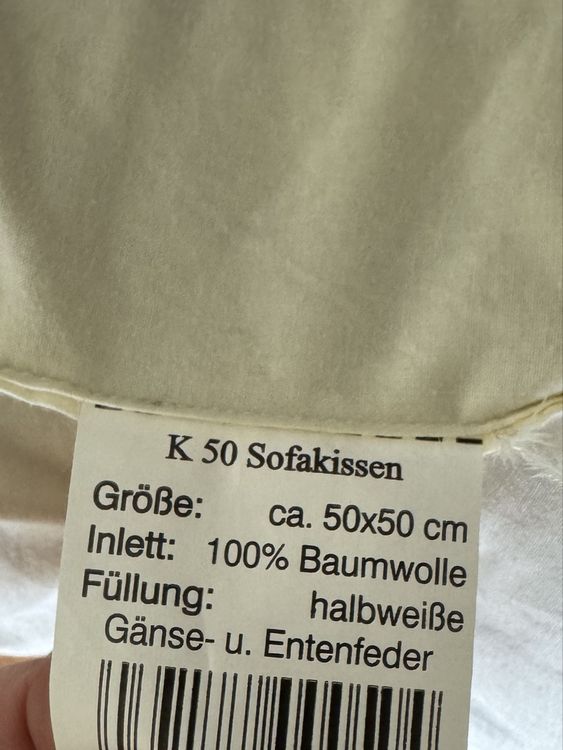 K 50 Sofakissen
Größe: ca. 50x50 cm
Inlett: 100% Baumwolle
Füllung: halbweiße
Gänse- u. Entenfeder